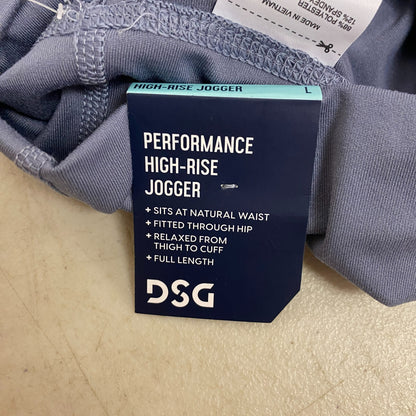 MADE IN VIETNAM
88% POLYESTER
12% SPANDEX
HIGH-RISE JOGGER L
PERFORMANCE
HIGH-RISE
JOGGER
+ SITS AT NATURAL WAIST
+ FITTED THROUGH HIP
+ RELAXED FROM
THIGH TO CUFF
+ FULL LENGTH
DSG